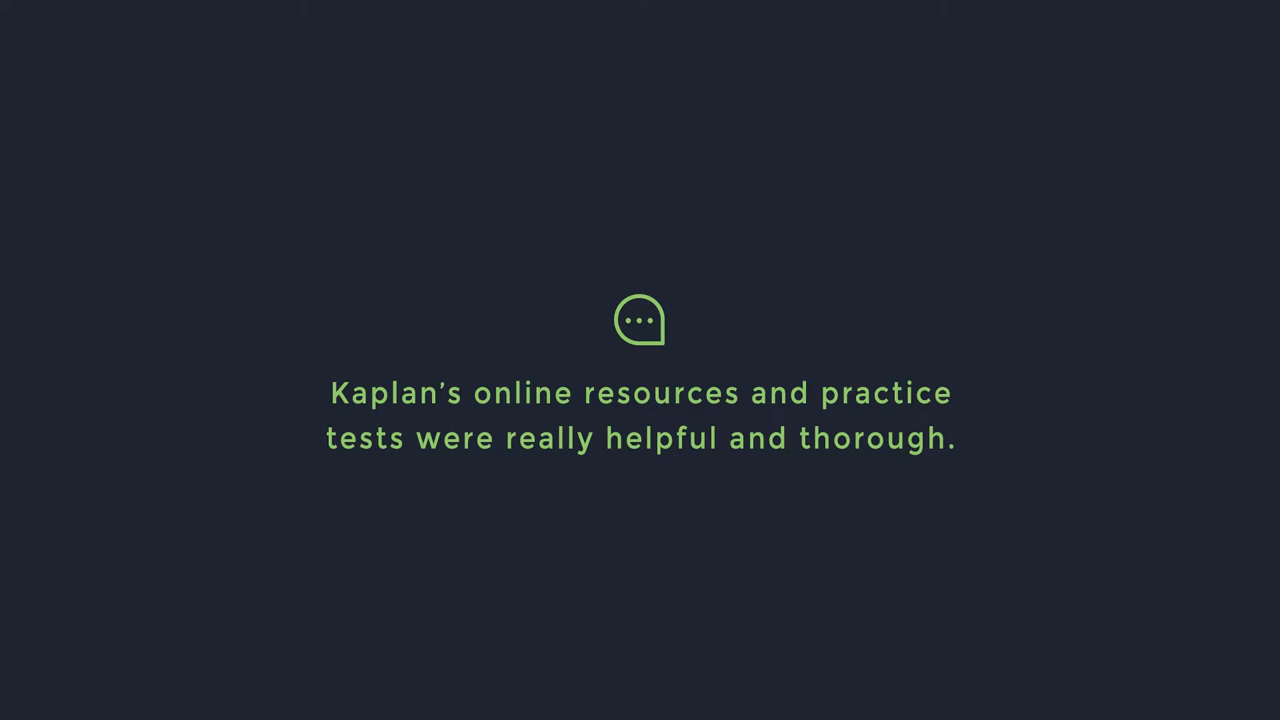 Kaplan’s online resources and practice
tests were really helpful and thorough.